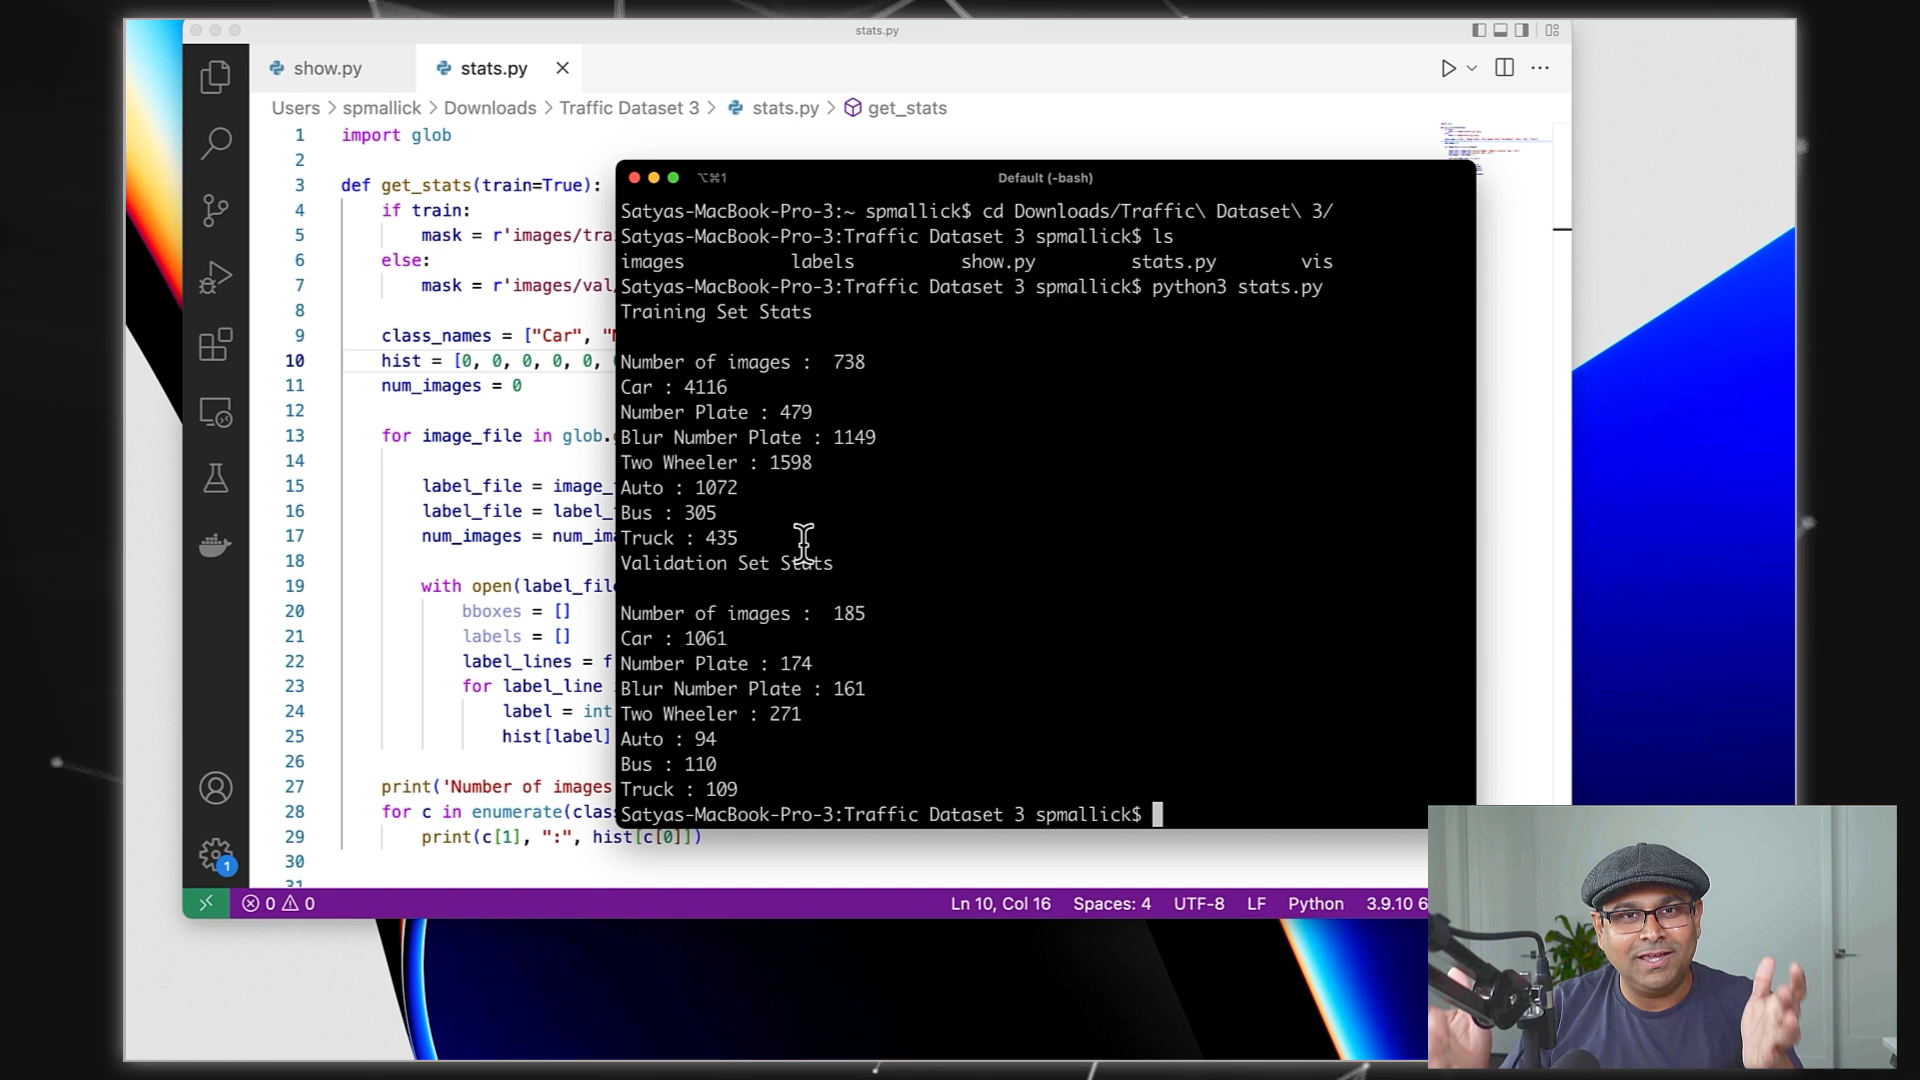 stats.py
show.py
stats.py
Users > spmallick > Downloads > Traffic Dataset 3 > stats.py > get_stats
1 import glob
2
3 def get_stats(train=True):
4 if train:
5 mask = r'images/tra
6 else:
7 mask = r'images/val
8
9 class_names = ["Car", "
10 hist = [0, 0, 0, 0, 0,
11 num_images = 0
12
13 for image_file in glob.
14
15 label_file = image_
16 label_file = label_
17 num_images = num_
18
19 with open(label_fil
20 bboxes = []
21 labels = []
22 label_lines = f
23 for label_line
24 label = int
25 hist[label]
26
27 print('Number of images
28 for c in enumerate(clas
29 print(c[1], ":", hist[c[0]])
30
31
⌥⌘1 Default (-bash)
Satyas-MacBook-Pro-3:~ spmallick$ cd Downloads/Traffic\ Dataset\ 3/
Satyas-MacBook-Pro-3:Traffic Dataset 3 spmallick$ ls
images labels show.py stats.py vis
Satyas-MacBook-Pro-3:Traffic Dataset 3 spmallick$ python3 stats.py
Training Set Stats
Number of images : 738
Car : 4116
Number Plate : 479
Blur Number Plate : 1149
Two Wheeler : 1598
Auto : 1072
Bus : 305
Truck : 435
Validation Set Stats
Number of images : 185
Car : 1061
Number Plate : 174
Blur Number Plate : 161
Two Wheeler : 271
Auto : 94
Bus : 110
Truck : 109
Satyas-MacBook-Pro-3:Traffic Dataset 3 spmallick$
1
0 0 Ln 10, Col 16 Spaces: 4 UTF-8 LF Python 3.9.10 6